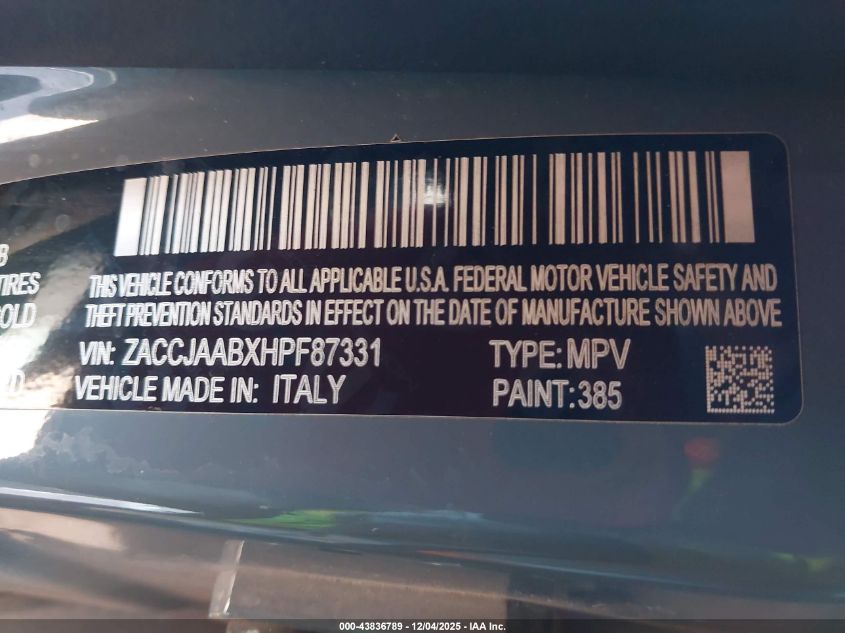 B
TIRES
COLD
THIS VEHICLE CONFORMS TO ALL APPLICABLE U.S.A. FEDERAL MOTOR VEHICLE SAFETY AND
THEFT PREVENTION STANDARDS IN EFFECT ON THE DATE OF MANUFACTURE SHOWN ABOVE
VIN: ZACCJAABXHPF87331 TYPE: MPV
VEHICLE MADE IN: ITALY PAINT: 385
000-43836789 - 12/04/2025 - IAA Inc.